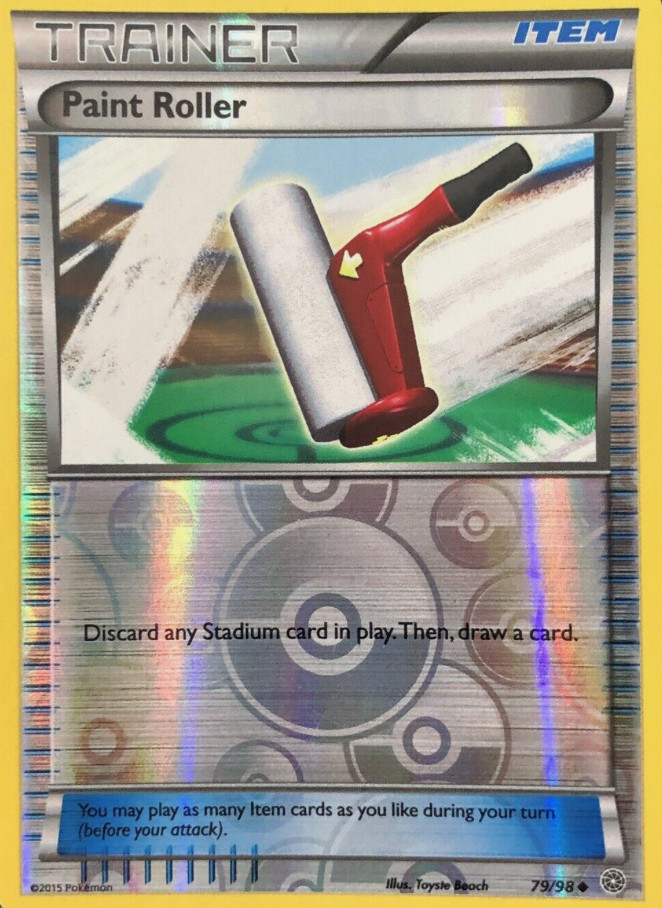 TRAINER
ITEM
Paint Roller
Discard any Stadium card in play. Then, draw a card.
You may play as many Item cards as you like during your turn
(before your attack).
©2015 Pokémon
Illus. Toyste Beach
79/98